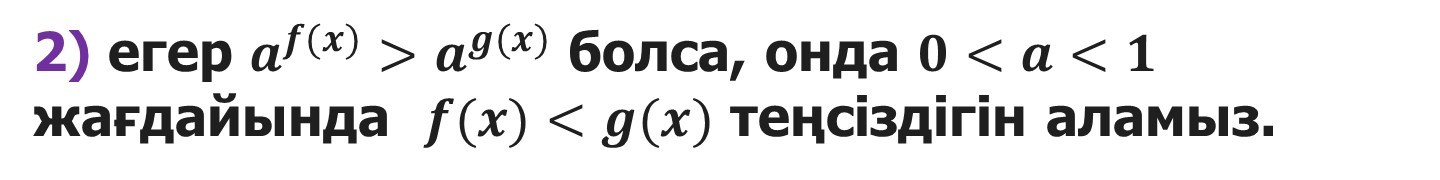 2) егер a^{f(x)} > a^{g(x)} болса, онда 0 < a < 1
жағдайында f(x) < g(x) теңсіздігін аламыз.